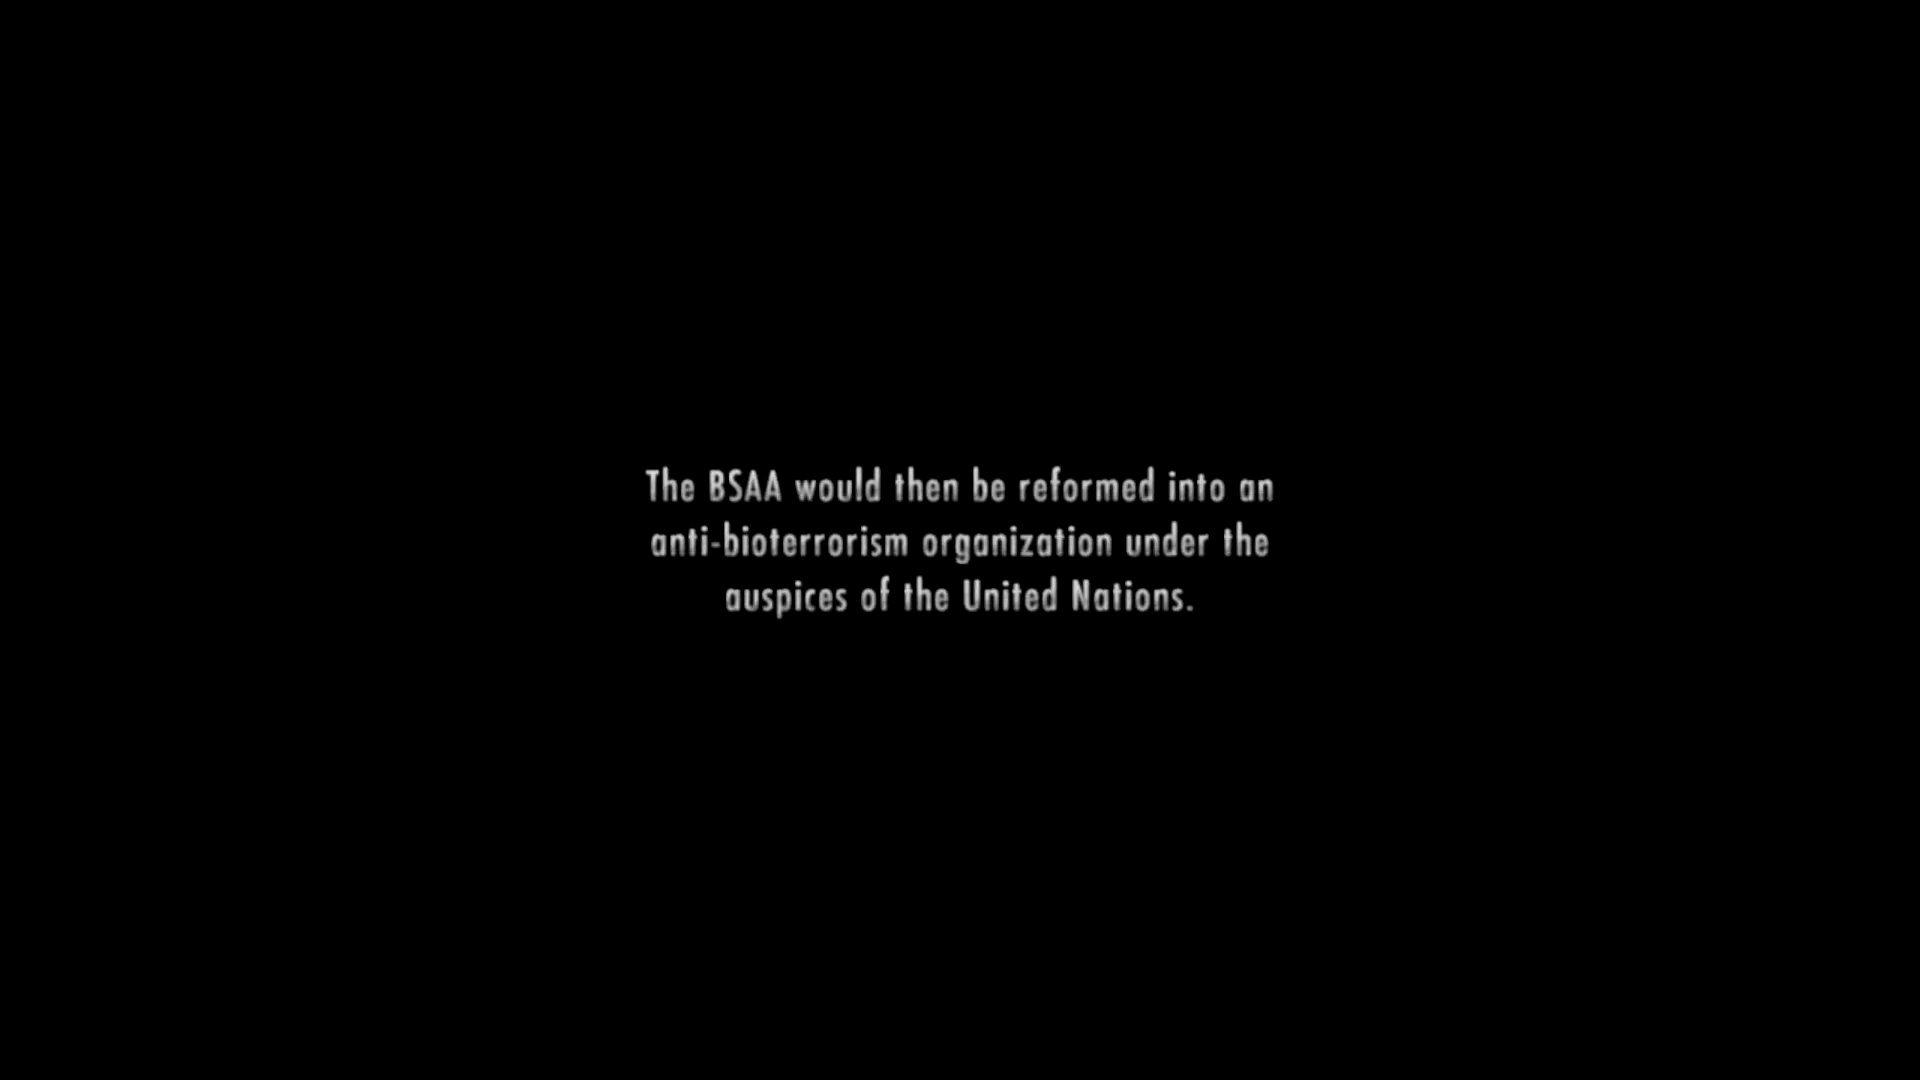 The BSAA would then be reformed into an
anti-bioterrorism organization under the
auspices of the United Nations.